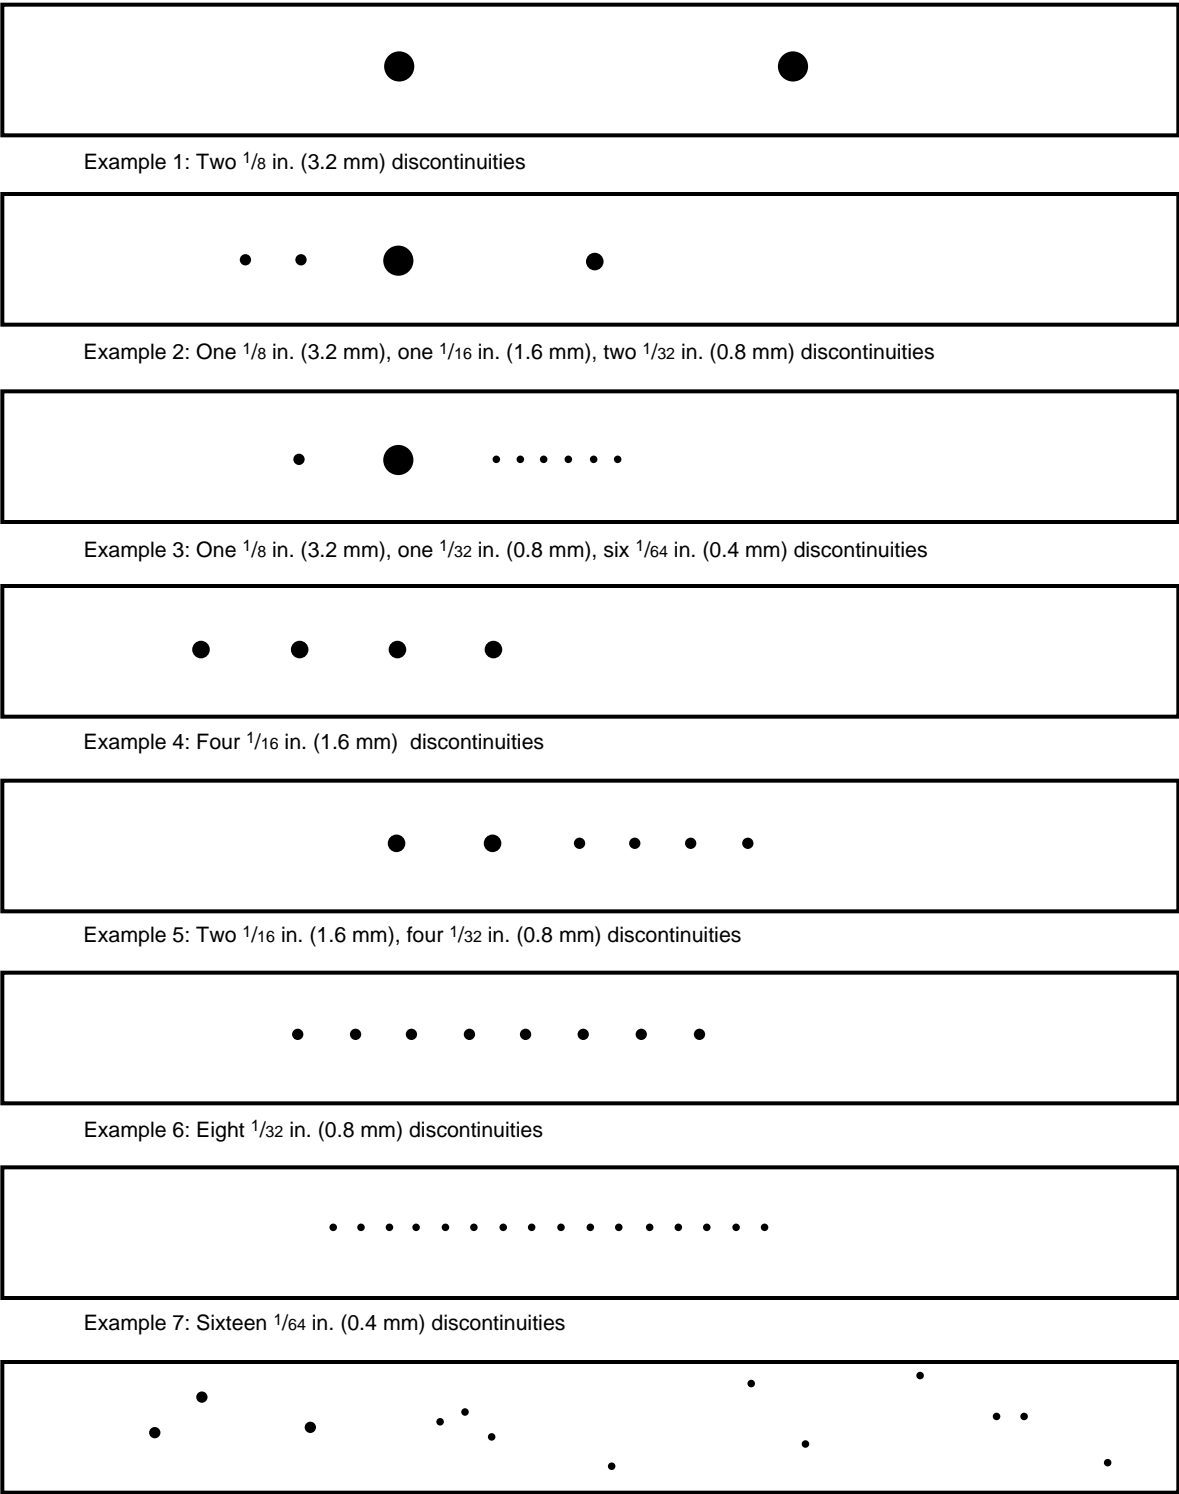 Example 1: Two 1/8 in. (3.2 mm) discontinuities
Example 2: One 1/8 in. (3.2 mm), one 1/16 in. (1.6 mm), two 1/32 in. (0.8 mm) discontinuities
Example 3: One 1/8 in. (3.2 mm), one 1/32 in. (0.8 mm), six 1/64 in. (0.4 mm) discontinuities
Example 4: Four 1/16 in. (1.6 mm) discontinuities
Example 5: Two 1/16 in. (1.6 mm), four 1/32 in. (0.8 mm) discontinuities
Example 6: Eight 1/32 in. (0.8 mm) discontinuities
Example 7: Sixteen 1/64 in. (0.4 mm) discontinuities